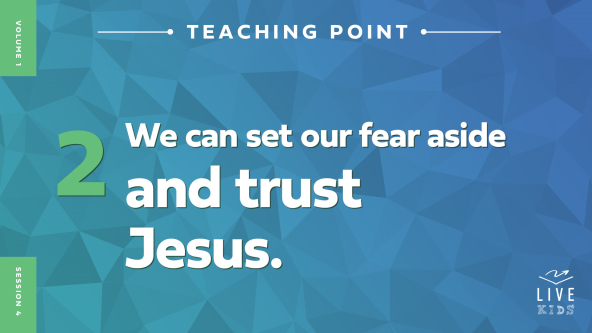 VOLUME 1
TEACHING POINT
2
We can set our fear aside
and trust
Jesus.
SESSION 4
LIVE
KIDS